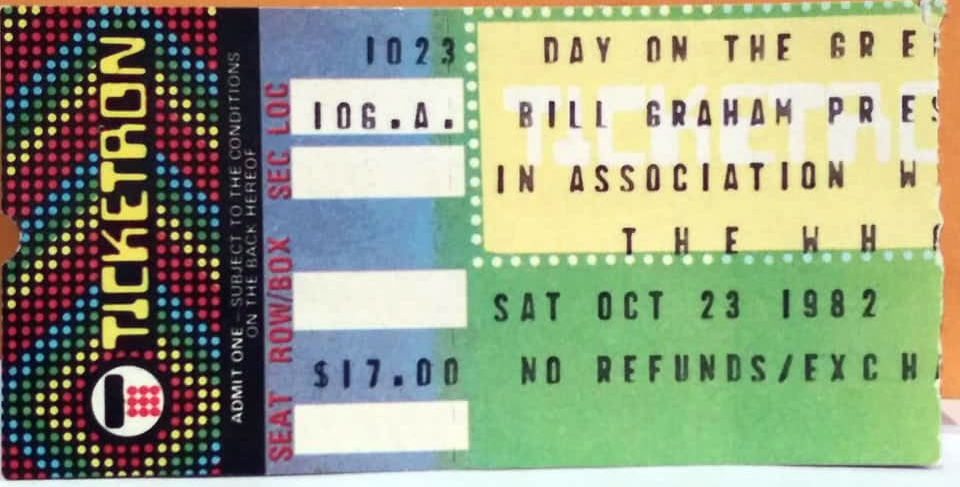 TICKETRON
ADMIT ONE – SUBJECT TO THE CONDITIONS
ON THE BACK HEREOF
SEC LOC
ROW/BOX
SEAT
1023
10G.A.
$17.00
DAY ON THE GRE
BILL GRAHAM PRES
IN ASSOCIATION W
THE WH
SAT OCT 23 1982
NO REFUNDS/EXCH